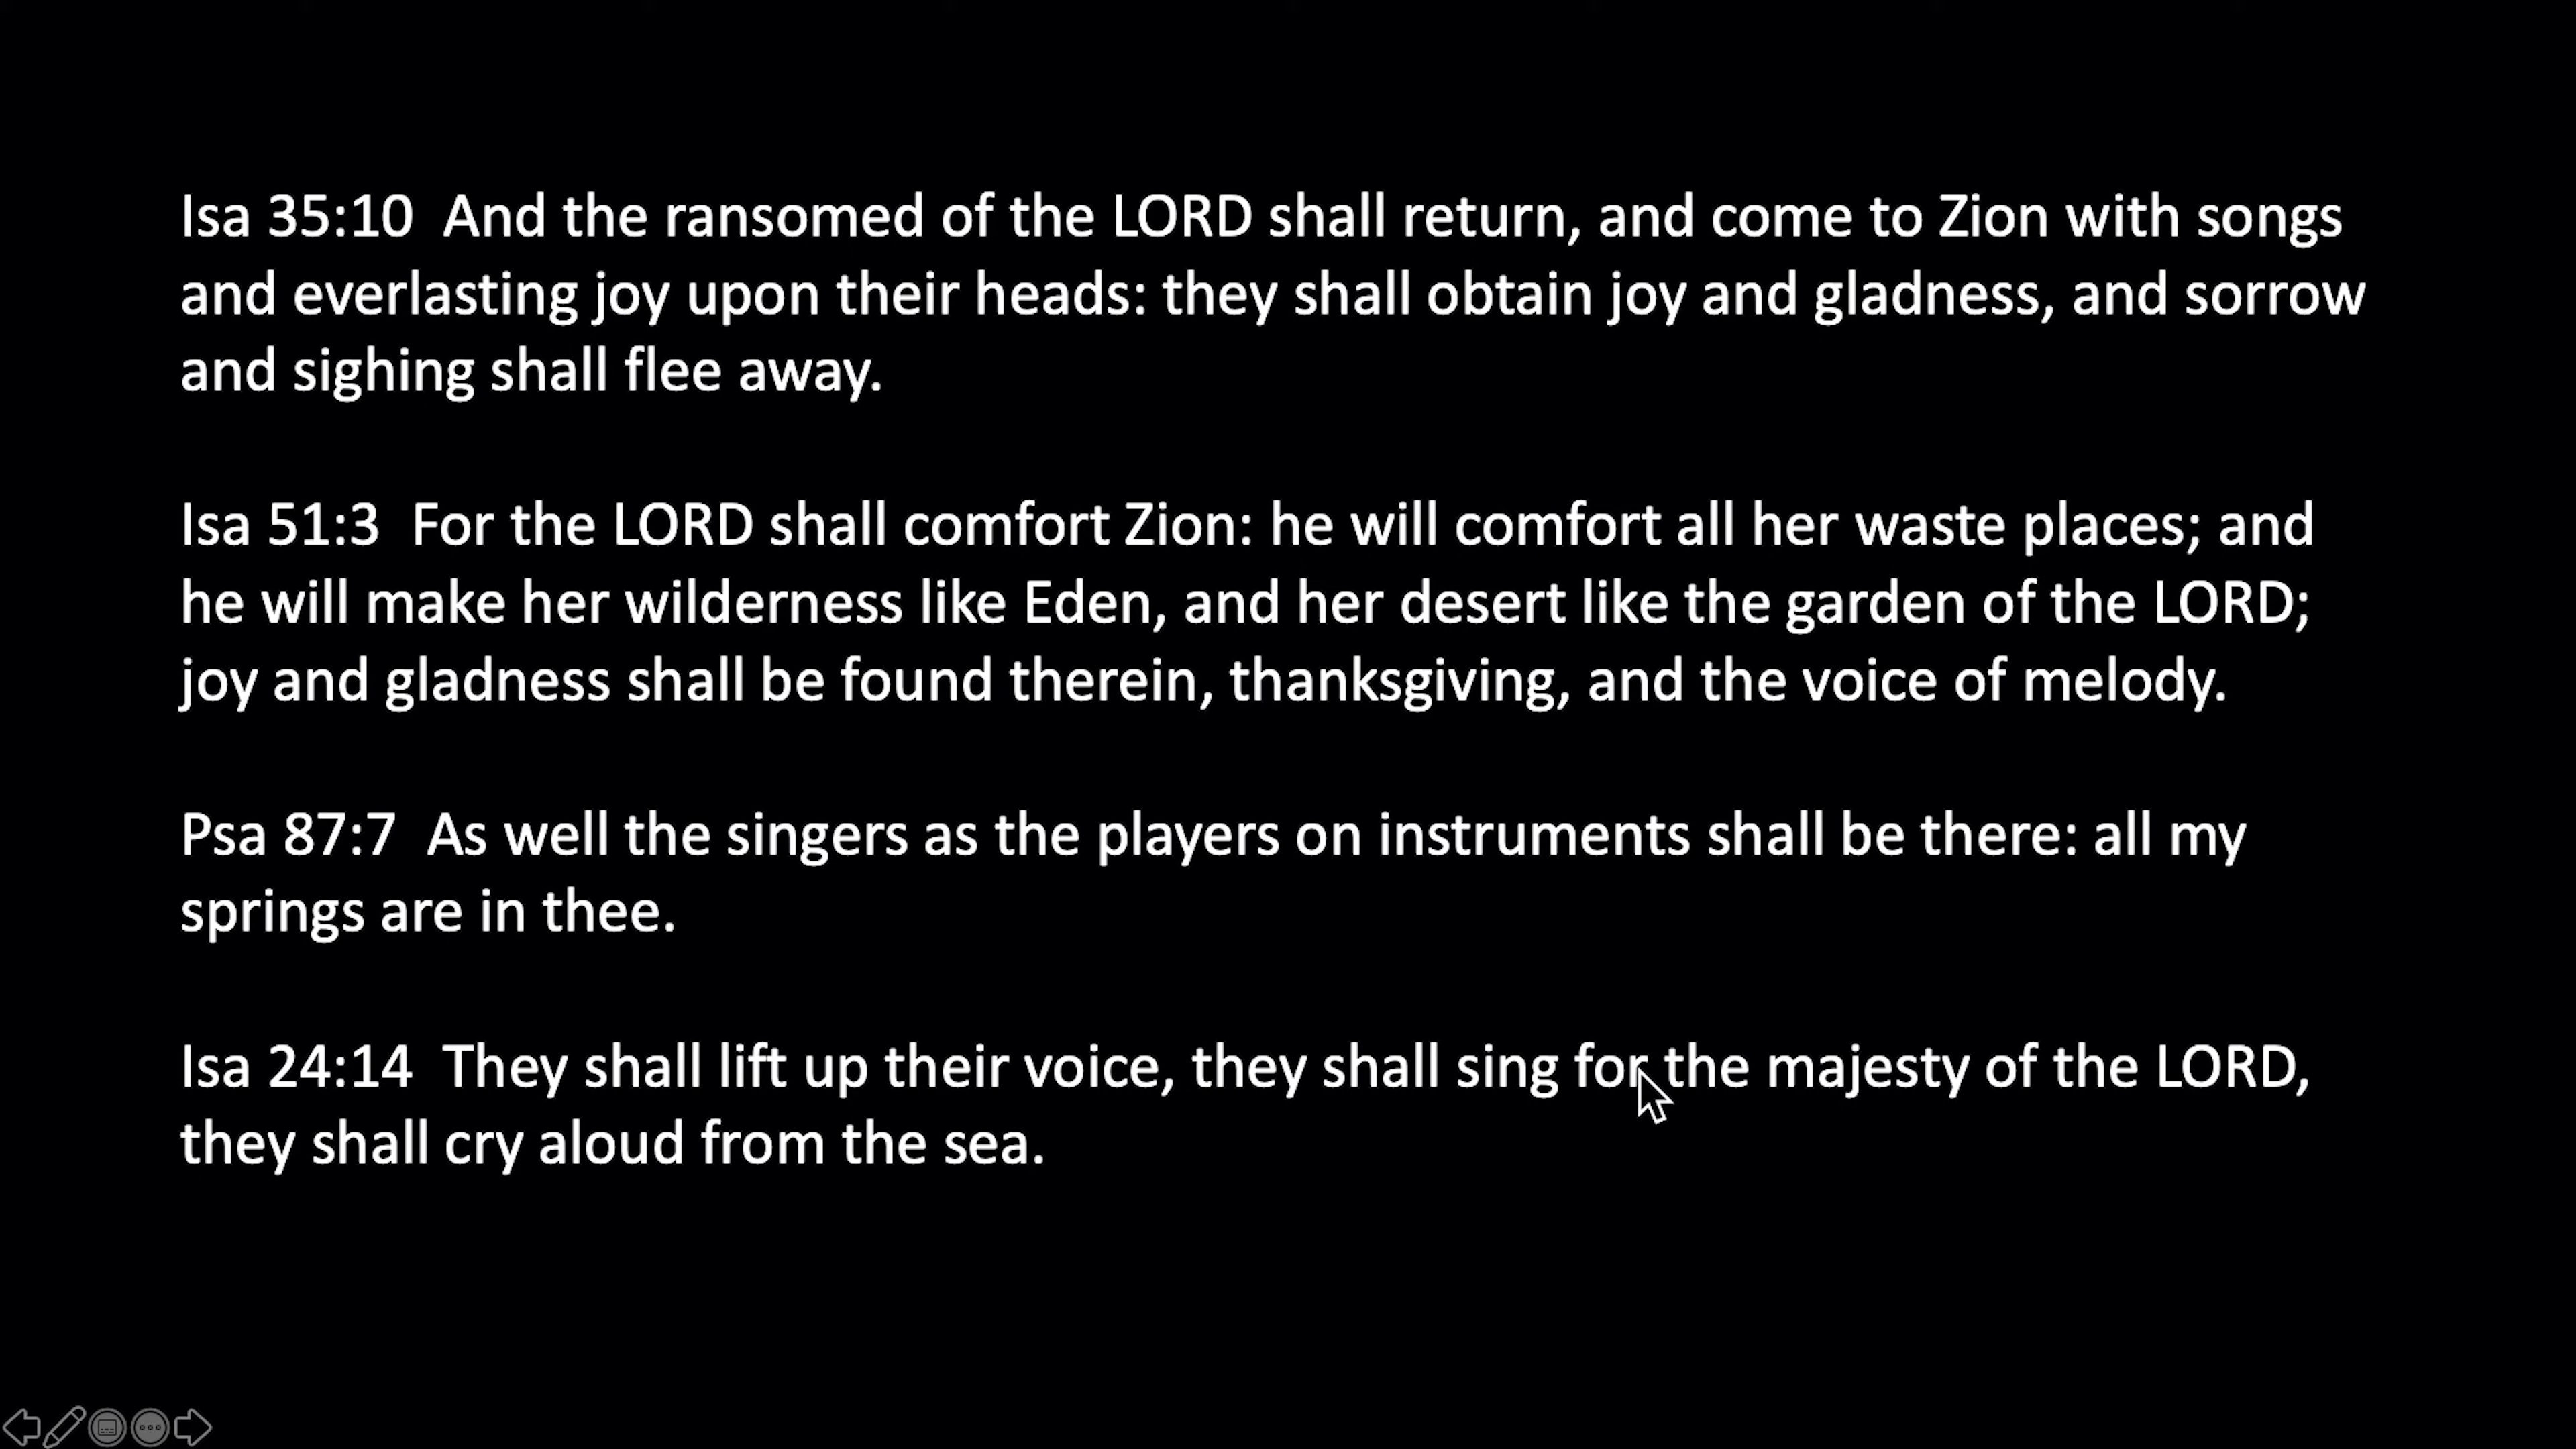 Isa 35:10  And the ransomed of the LORD shall return, and come to Zion with songs
and everlasting joy upon their heads: they shall obtain joy and gladness, and sorrow
and sighing shall flee away.
Isa 51:3  For the LORD shall comfort Zion: he will comfort all her waste places; and
he will make her wilderness like Eden, and her desert like the garden of the LORD;
joy and gladness shall be found therein, thanksgiving, and the voice of melody.
Psa 87:7  As well the singers as the players on instruments shall be there: all my
springs are in thee.
Isa 24:14  They shall lift up their voice, they shall sing for the majesty of the LORD,
they shall cry aloud from the sea.